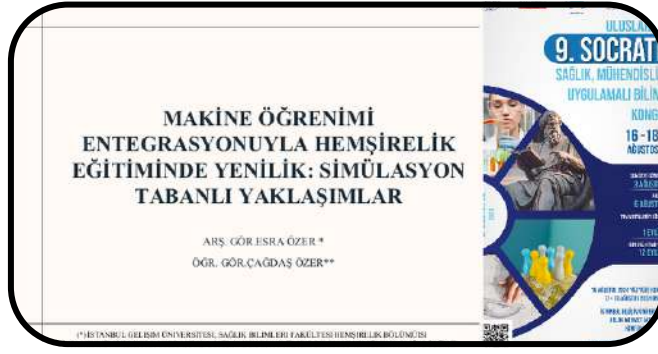 MAKİNE ÖĞRENİMİ
ENTEGRASYONUYLA HEMŞİRELİK
EĞİTİMİNDE YENİLİK: SİMÜLASYON
TABANLI YAKLAŞIMLAR
ARŞ. GÖR.ESRA ÖZER *
ÖĞR. GÖR.ÇAĞDAŞ ÖZER**
(*)İSTANBUL GELİŞİM ÜNİVERSİTESİ, SAĞLIK BİLİMLERİ FAKÜLTESİ HEMŞİRELİK BÖLÜMÜ
ULUSLA
9. SOCRAT
SAĞLIK, MÜHENDİSLİ
UYGULAMALI BİLİM
KONG
16 -18
AĞUSTOS